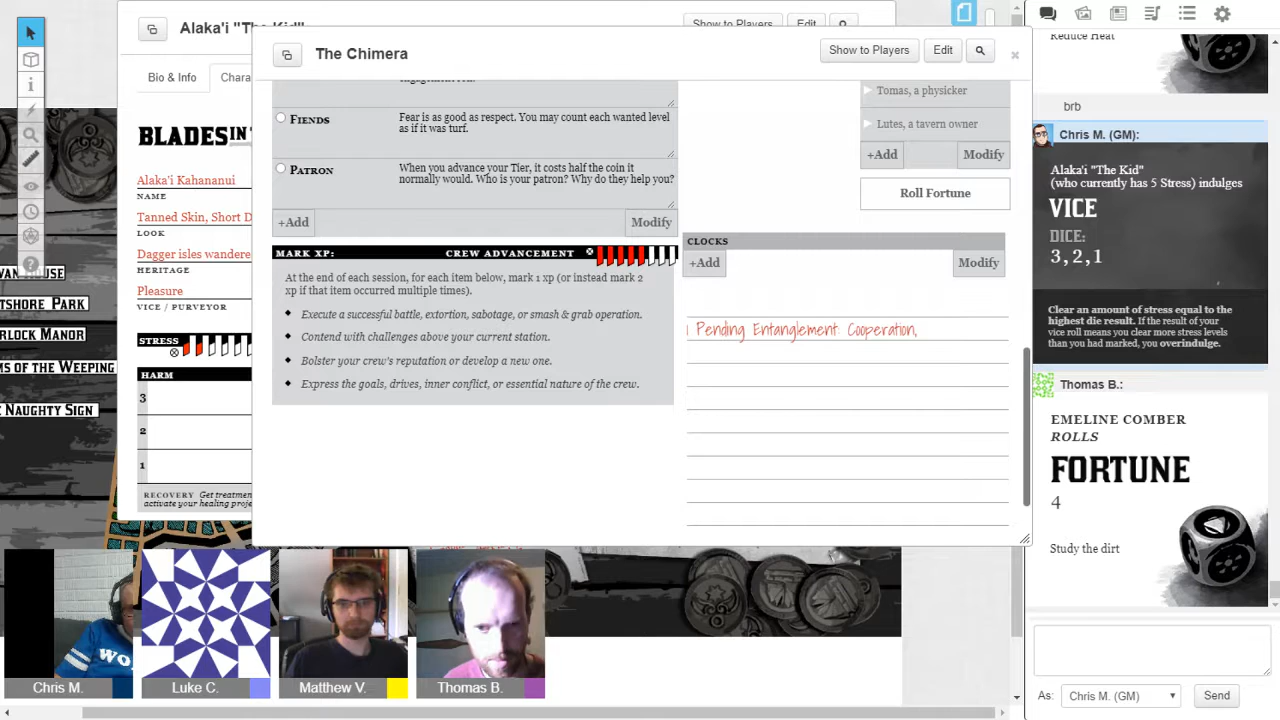 Alaka'i "The Kid"
Show to Players
Edit
The Chimera
Show to Players
Edit
Bio & Info
Chara
BLADES IN T
Alaka'i Kahananui
NAME
Tanned Skin, Short D
LOOK
Dagger isles wandere
HERITAGE
Pleasure
VICE / PURVEYOR
STRESS
HARM
3
2
1
RECOVERY Get treatmen
activate your healing proje
TSHORE PARK
RLOCK MANOR
MS OF THE WEEPING
NAUGHTY SIGN
FIENDS
Fear is as good as respect. You may count each wanted level
as if it was turf.
PATRON
When you advance your Tier, it costs half the coin it
normally would. Who is your patron? Why do they help you?
+Add
Modify
MARK XP:
CREW ADVANCEMENT
At the end of each session, for each item below, mark 1 xp (or instead mark 2
xp if that item occurred multiple times).
Execute a successful battle, extortion, sabotage, or smash & grab operation.
Contend with challenges above your current station.
Bolster your crew's reputation or develop a new one.
Express the goals, drives, inner conflict, or essential nature of the crew.
Tomas, a physicker
Lutes, a tavern owner
+Add
Modify
Roll Fortune
CLOCKS
+Add
Modify
1 Pending Entanglement: Cooperation,
Reduce Heat
brb
Chris M. (GM):
Alaka'i "The Kid"
(who currently has 5 Stress) indulges
VICE
DICE:
3, 2, 1
Clear an amount of stress equal to the
highest die result. If the result of your
vice roll means you clear more stress levels
than you had marked, you overindulge.
Thomas B.:
EMELINE COMBER
ROLLS
FORTUNE
4
Study the dirt
As:
Chris M. (GM)
Send
WO
Chris M.
Luke C.
Matthew V.
Thomas B.